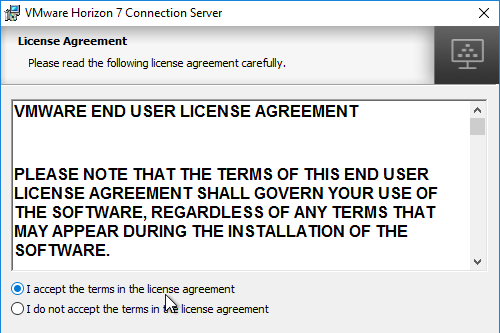 VMware Horizon 7 Connection Server
License Agreement
Please read the following license agreement carefully.
VMWARE END USER LICENSE AGREEMENT
PLEASE NOTE THAT THE TERMS OF THIS END USER
LICENSE AGREEMENT SHALL GOVERN YOUR USE OF
THE SOFTWARE, REGARDLESS OF ANY TERMS THAT
MAY APPEAR DURING THE INSTALLATION OF THE
SOFTWARE.
I accept the terms in the license agreement
I do not accept the terms in the license agreement